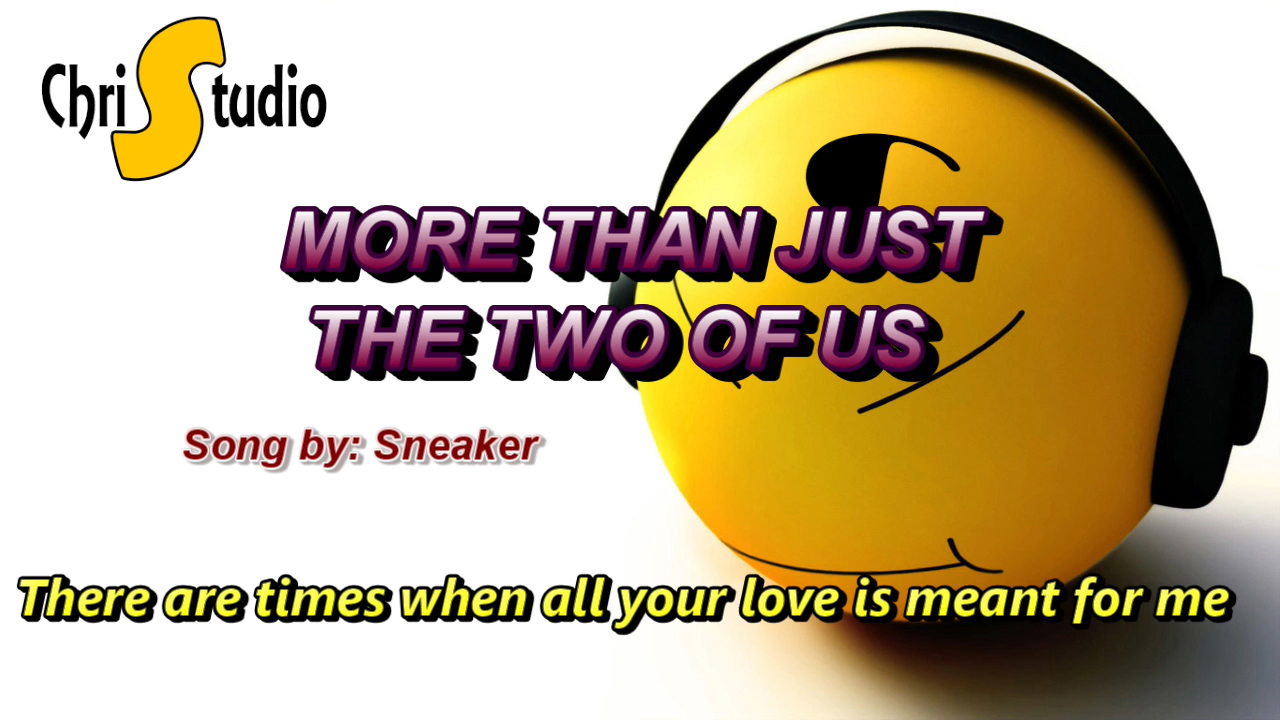 ChriStudio
MORE THAN JUST
THE TWO OF US
Song by: Sneaker
There are times when all your love is meant for me